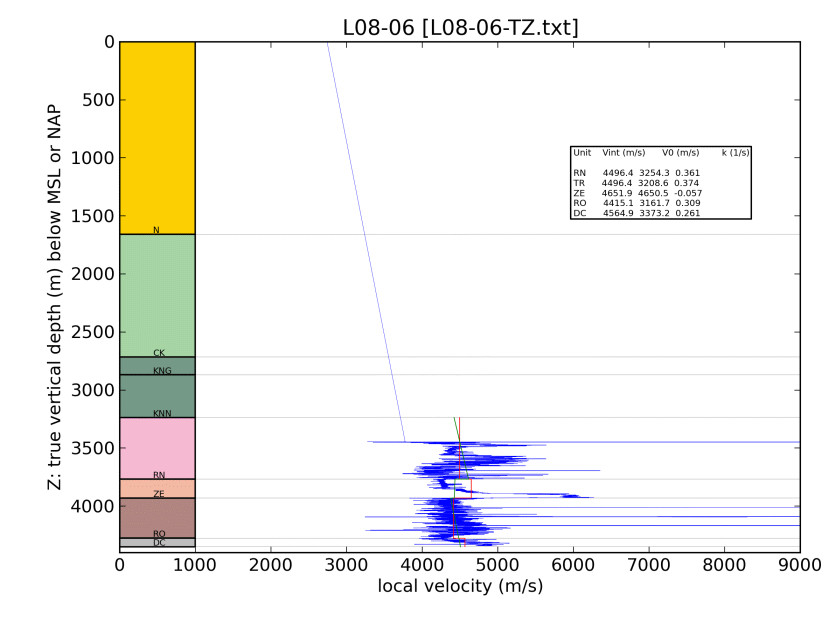 L08-06 [L08-06-TZ.txt]
Z: true vertical depth (m) below MSL or NAP
0
500
1000
1500
2000
2500
3000
3500
4000
N
CK
KNG
KNN
RN
ZE
RO
DC
Unit Vint (m/s) V0 (m/s) k (1/s)
RN 4496.4 3254.3 0.361
TR 4496.4 3208.6 0.374
ZE 4651.9 4650.5 -0.057
RO 4415.1 3161.7 0.309
DC 4564.9 3373.2 0.261
0 1000 2000 3000 4000 5000 6000 7000 8000 9000
local velocity (m/s)